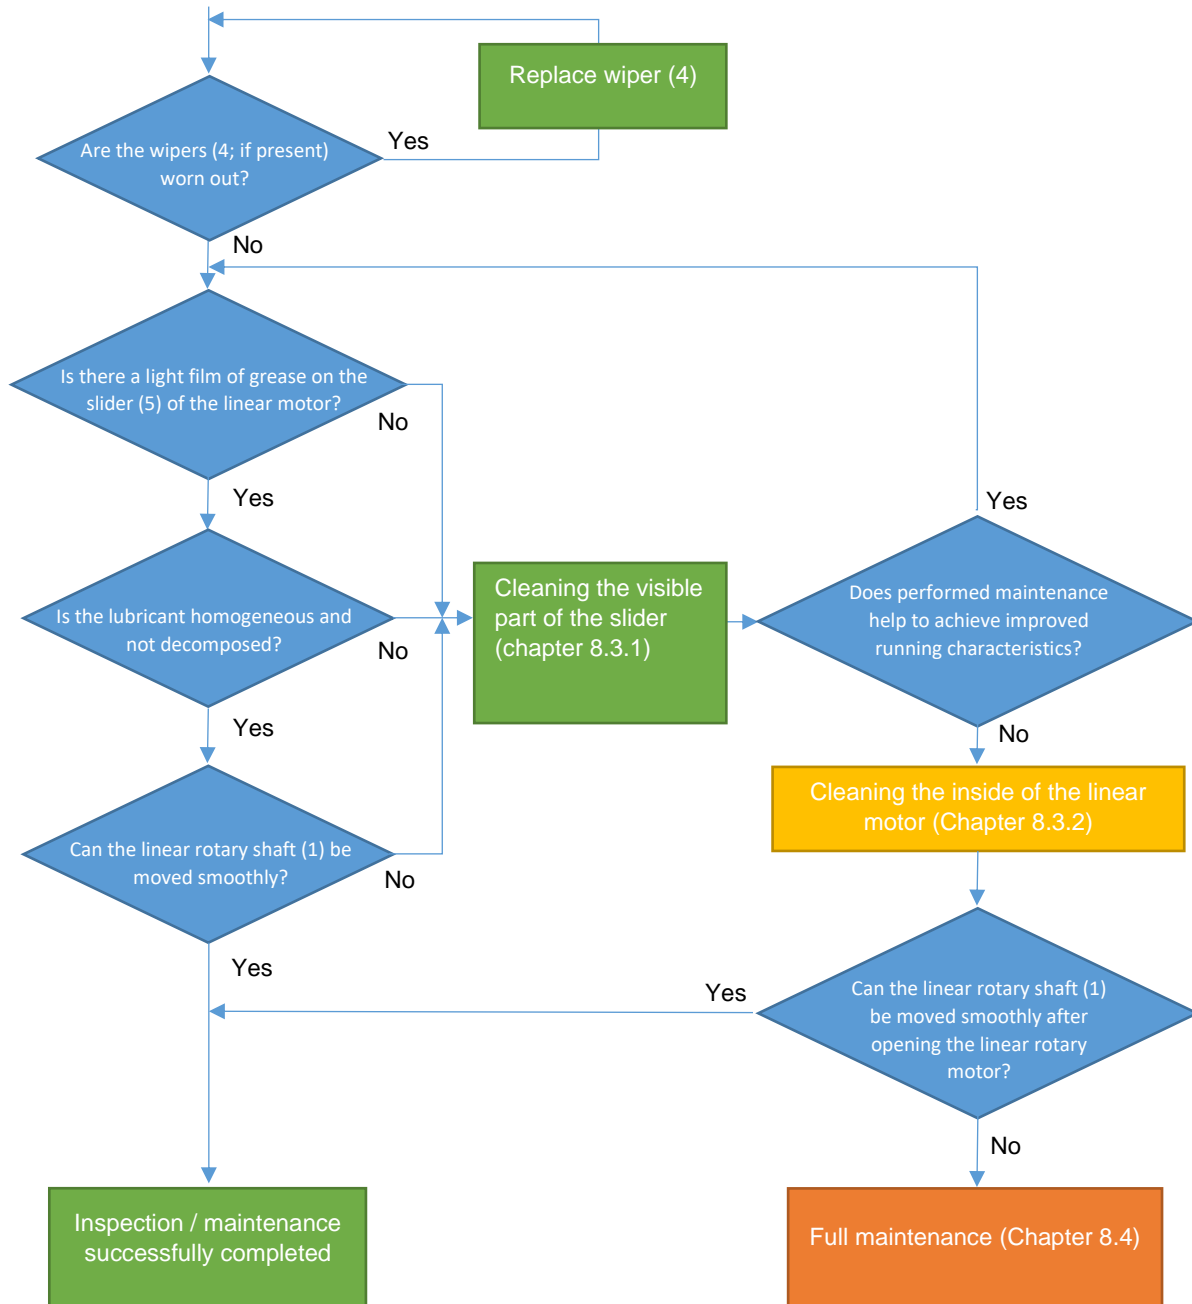 Replace wiper (4)
Are the wipers (4; if present)
worn out?
Yes
No
Is there a light film of grease on the
slider (5) of the linear motor?
No
Yes
Is the lubricant homogeneous and
not decomposed?
No
Yes
Cleaning the visible
part of the slider
(chapter 8.3.1)
Yes
Does performed maintenance
help to achieve improved
running characteristics?
No
Cleaning the inside of the linear
motor (Chapter 8.3.2)
Can the linear rotary shaft (1) be
moved smoothly?
No
Yes
Yes
Can the linear rotary shaft (1)
be moved smoothly after
opening the linear rotary
motor?
No
Inspection / maintenance
successfully completed
Full maintenance (Chapter 8.4)